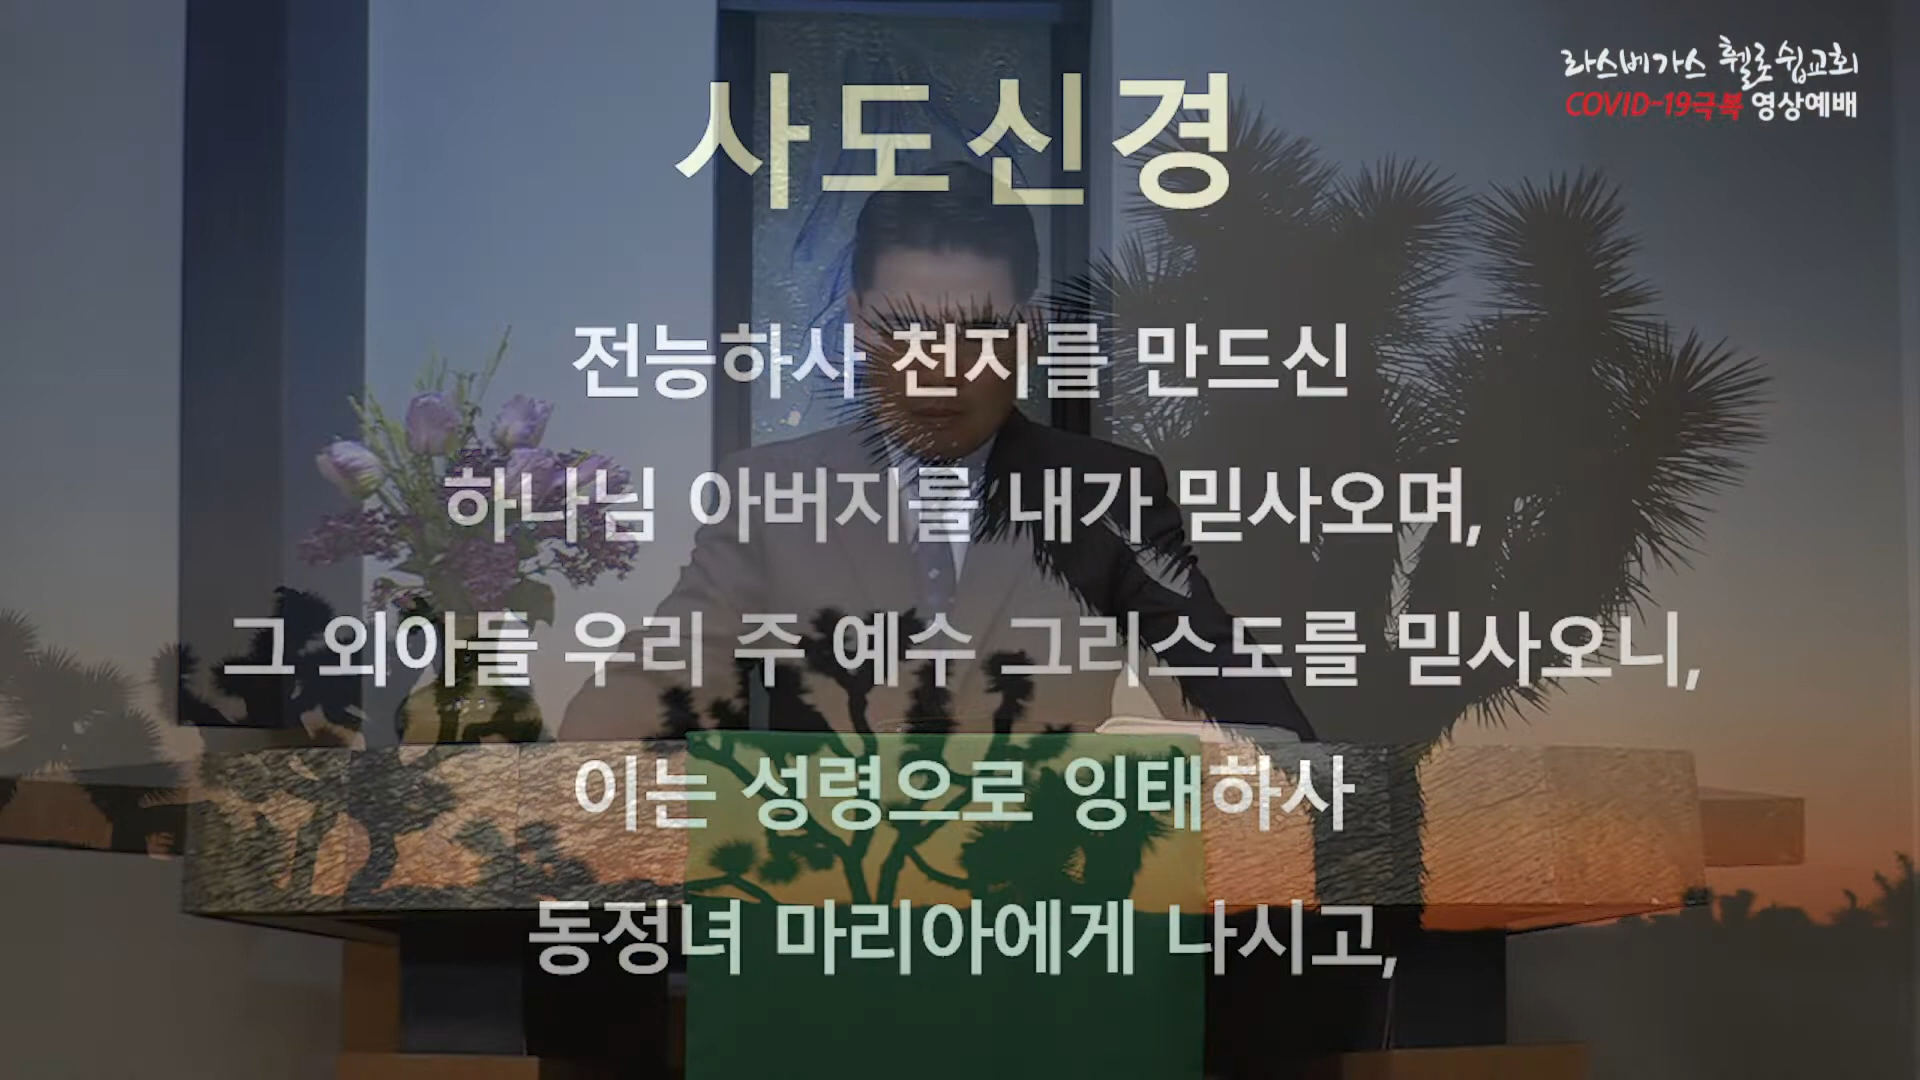 라스베가스 휄로쉽교회
COVID-19극복 영상예배
사도신경
전능하사 천지를 만드신
하나님 아버지를 내가 믿사오며,
그 외아들 우리 주 예수 그리스도를 믿사오니,
이는 성령으로 잉태하사
동정녀 마리아에게 나시고,